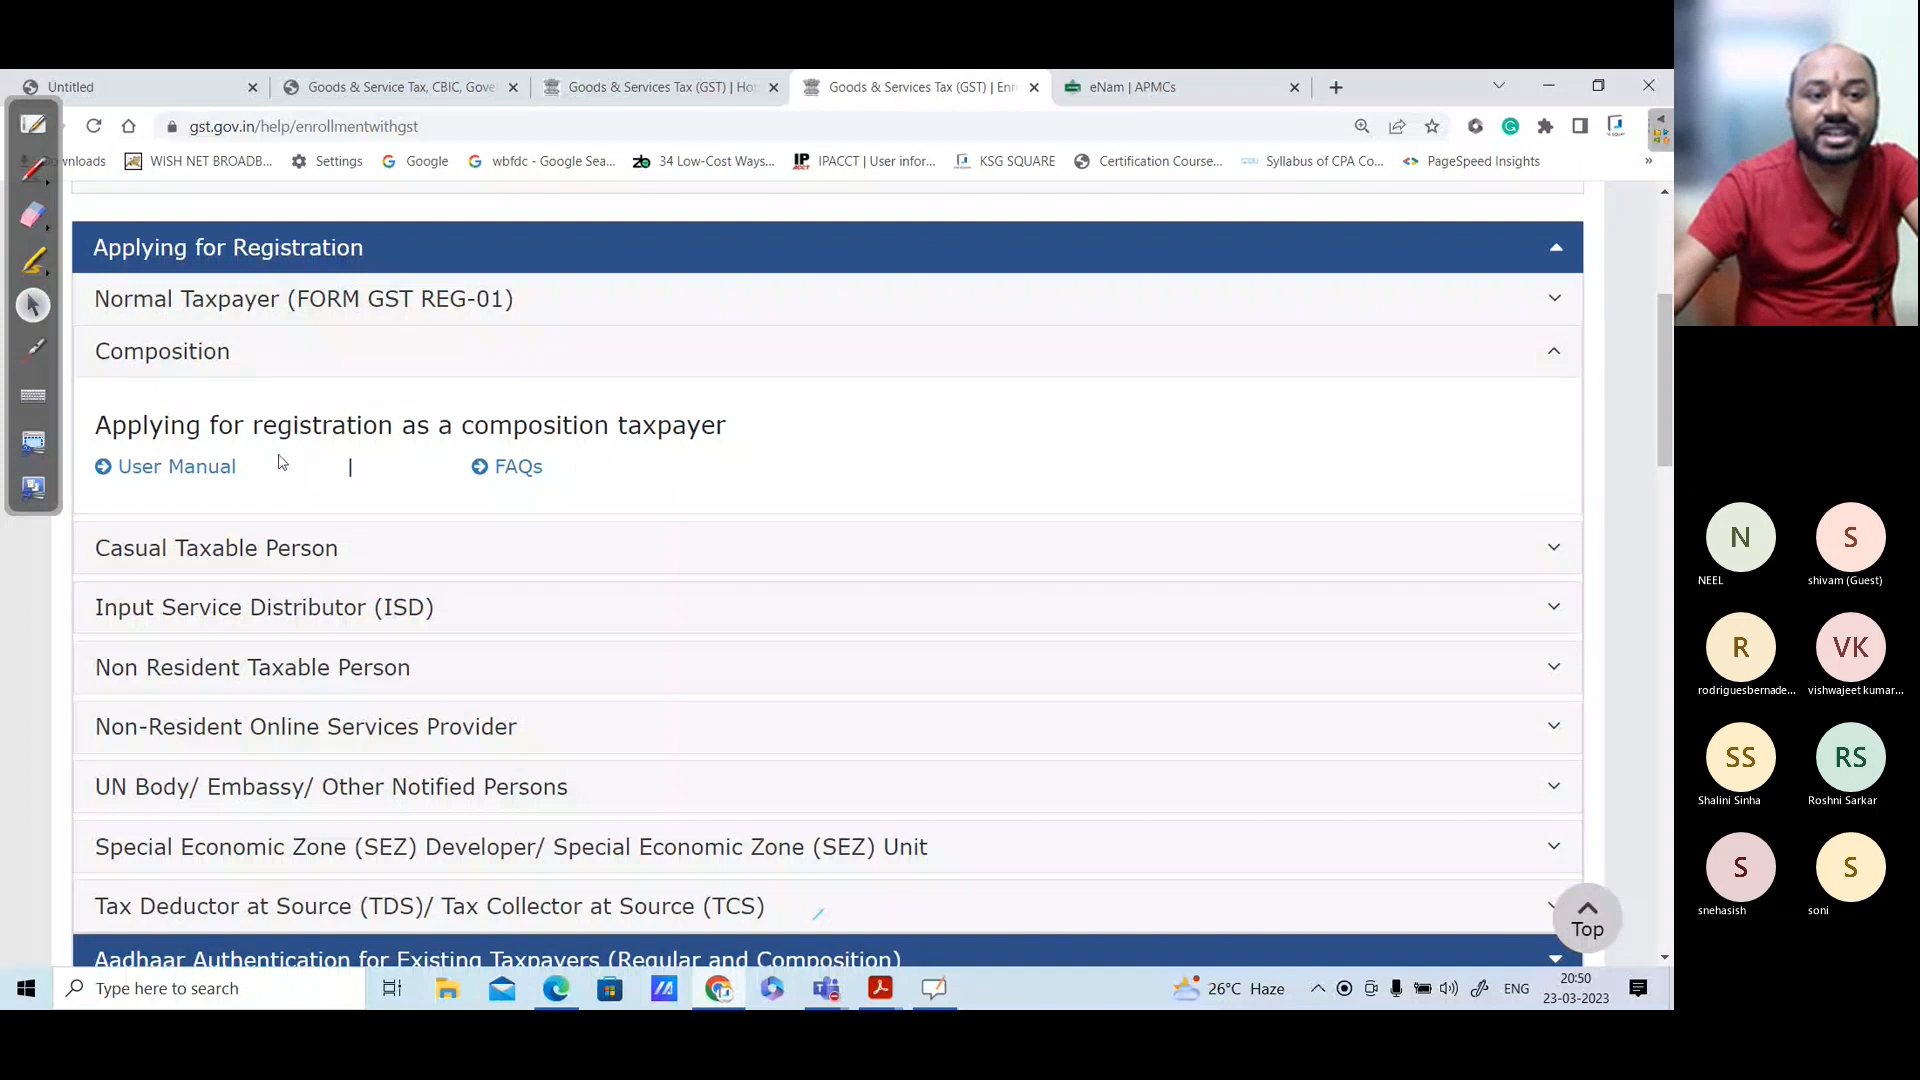 Untitled
Goods & Service Tax, CBIC, Gove
Goods & Services Tax (GST) | Ho
Goods & Services Tax (GST) | Enr
eNam | APMCs
gst.gov.in/help/enrollmentwithgst
wnloads
WISH NET BROADB...
Settings
Google
wbfdc - Google Sea...
34 Low-Cost Ways...
IPACCT | User infor...
KSG SQUARE
Certification Course...
Syllabus of CPA Co...
PageSpeed Insights
»
Applying for Registration
Normal Taxpayer (FORM GST REG-01)
Composition
Applying for registration as a composition taxpayer
User Manual | FAQs
Casual Taxable Person
Input Service Distributor (ISD)
Non Resident Taxable Person
Non-Resident Online Services Provider
UN Body/ Embassy/ Other Notified Persons
Special Economic Zone (SEZ) Developer/ Special Economic Zone (SEZ) Unit
Tax Deductor at Source (TDS)/ Tax Collector at Source (TCS)
Top
Aadhaar Authentication for Existing Taxpayers (Regular and Composition)
Type here to search
26°C Haze
ENG
20:50
23-03-2023
N
NEEL
S
shivam (Guest)
R
rodriguesbernade...
VK
vishwajeet kumar...
SS
Shalini Sinha
RS
Roshni Sarkar
S
snehasish
S
soni